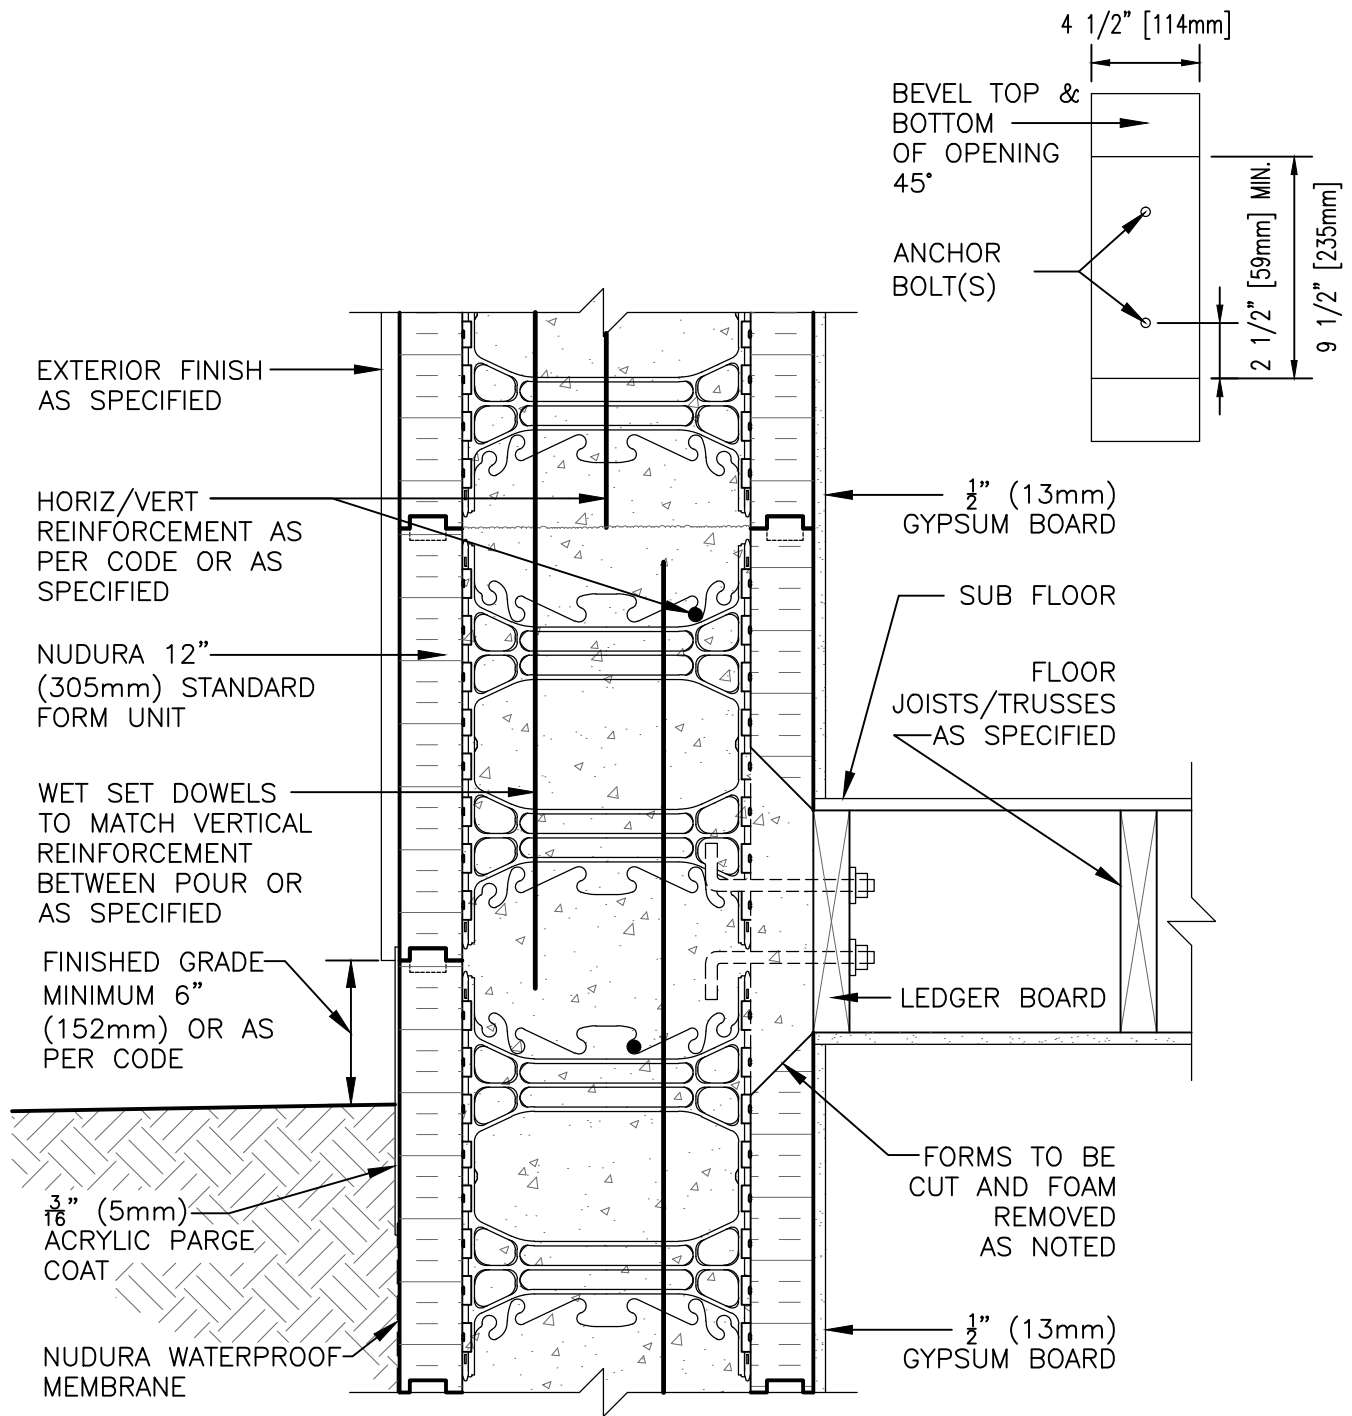 4 1/2" [114mm]
BEVEL TOP &
BOTTOM
OF OPENING
45°
ANCHOR
BOLT(S)
2 1/2" [59mm] MIN.
9 1/2" [235mm]
EXTERIOR FINISH
AS SPECIFIED
HORIZ/VERT
REINFORCEMENT AS
PER CODE OR AS
SPECIFIED
NUDURA 12"
(305mm) STANDARD
FORM UNIT
WET SET DOWELS
TO MATCH VERTICAL
REINFORCEMENT
BETWEEN POUR OR
AS SPECIFIED
FINISHED GRADE
MINIMUM 6"
(152mm) OR AS
PER CODE
3/16" (5mm)
ACRYLIC PARGE
COAT
NUDURA WATERPROOF
MEMBRANE
1/2" (13mm)
GYPSUM BOARD
SUB FLOOR
FLOOR
JOISTS/TRUSSES
AS SPECIFIED
LEDGER BOARD
FORMS TO BE
CUT AND FOAM
REMOVED
AS NOTED
1/2" (13mm)
GYPSUM BOARD